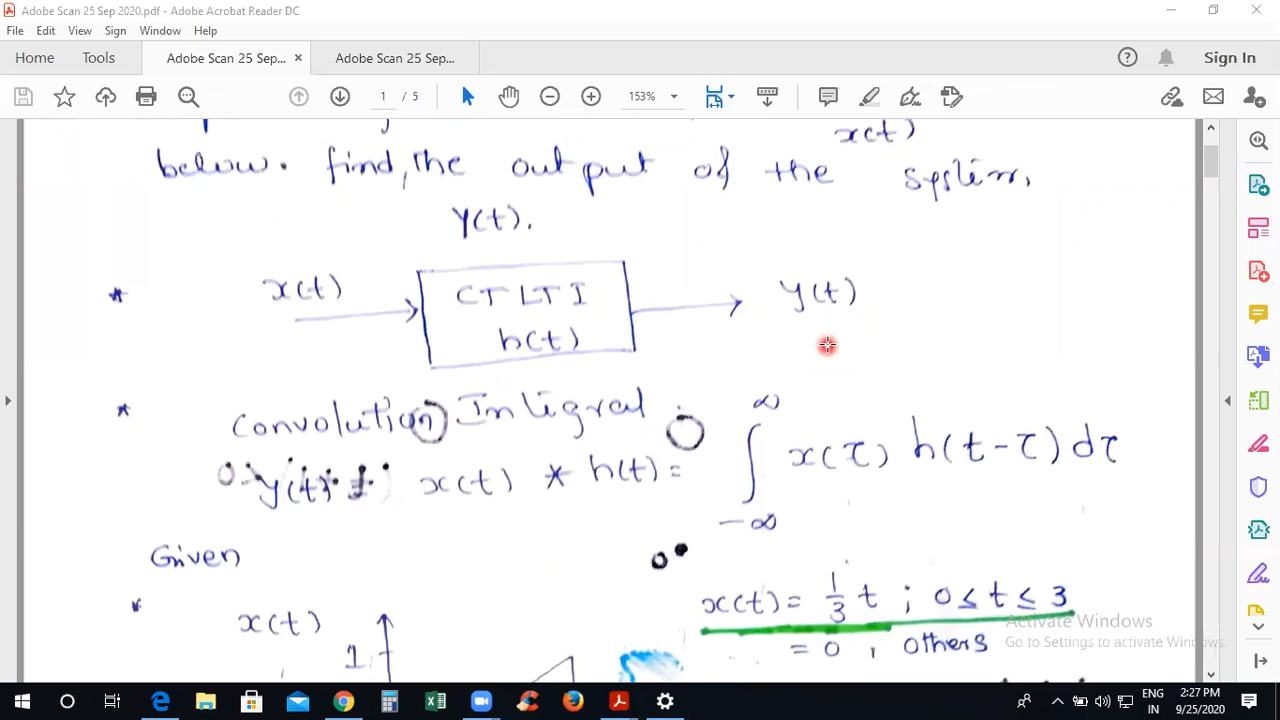 Adobe Scan 25 Sep 2020.pdf - Adobe Acrobat Reader DC
File Edit View Sign Window Help
Home Tools Adobe Scan 25 Sep... × Adobe Scan 25 Sep... Sign In
1 / 5 153%
x(t)
below. find, the output of the system.
y(t).
* x(t) CTLTI y(t)
h(t)
* Convolution Integral ∞
y(t) = x(t) * h(t) = ∫ x(τ) h(t-τ) dτ
-∞
Given
x(t) = 1/3 t ; 0 ≤ t ≤ 3
= 0 , others
x(t)
1
Activate Windows
Go to Settings to activate Windows.
ENG
IN
2:27 PM
9/25/2020